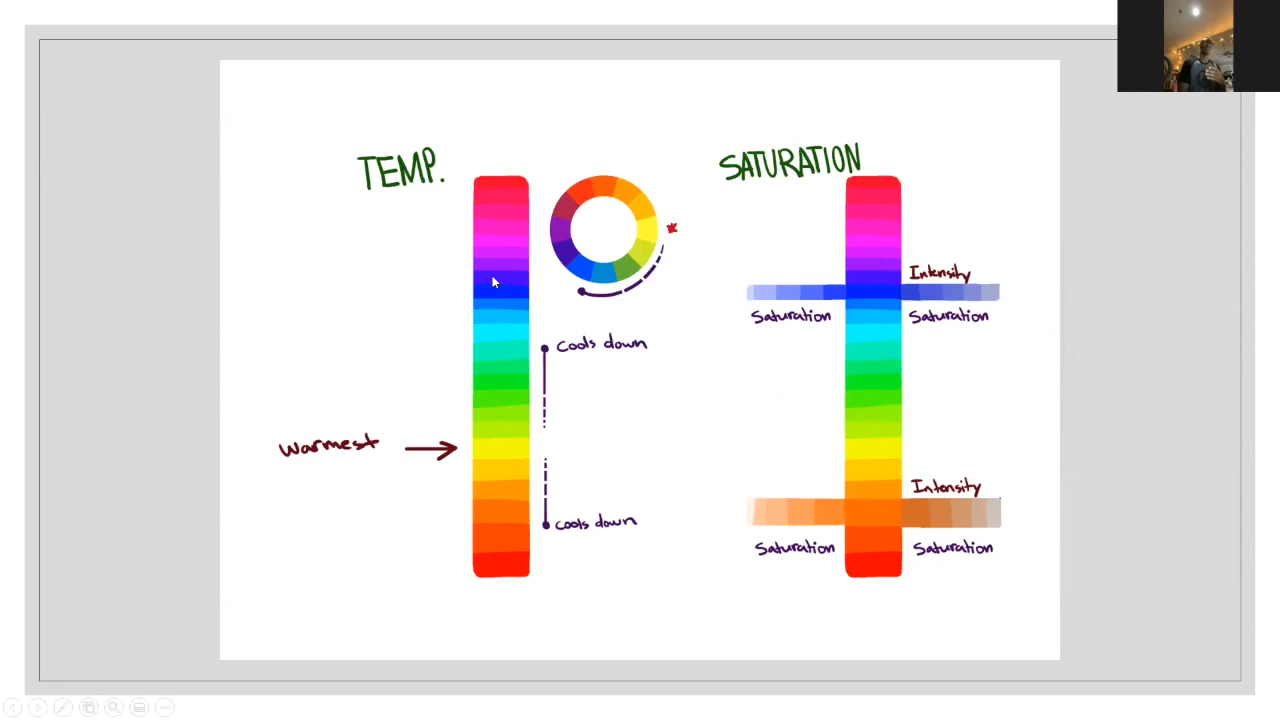 TEMP.
SATURATION
Intensity
Saturation
Saturation
Cools down
Warmest
Intensity
Cools down
Saturation
Saturation